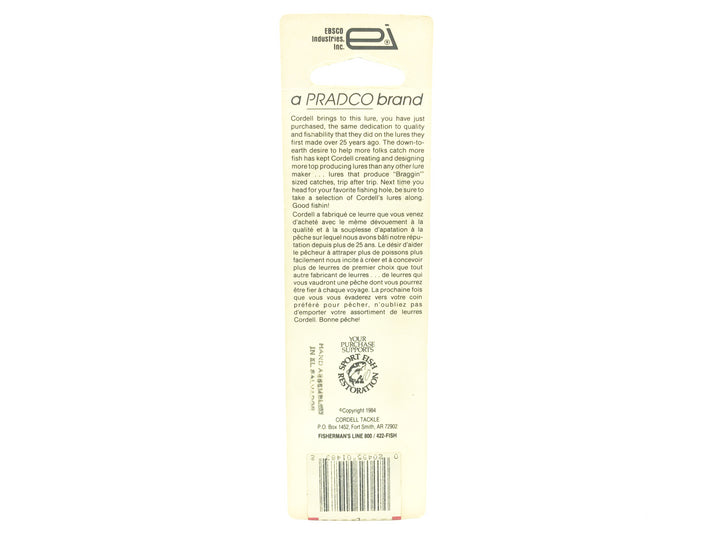 EBSCO
Industries,
Inc.
ei
®
a PRADCO brand
Cordell brings to this lure, you have just
purchased, the same dedication to quality
and fishability that they did on the lures they
first made over 25 years ago. The down-to-
earth desire to help more folks catch more
fish has kept Cordell creating and designing
more top producing lures than any other lure
maker . . . lures that produce "Braggin'"
sized catches, trip after trip. Next time you
head for your favorite fishing hole, be sure to
take a selection of Cordell's lures along.
Good fishin!
Cordell a fabriqué ce leurre que vous venez
d'acheté avec le mème dévouement à la
qualité et à la souplesse d'apatation à la
pêche sur lequel nous avons bâti notre répu-
tation depuis plus de 25 ans. Le désir d'aider
le pêcheur à attraper plus de poissons plus
facilement nous incite à créer et à concevoir
plus de leurres de premier choix que tout
autre fabricant de leurres . . . de leurres qui
vous vaudront une pêche dont vous pourrez
être fier à chaque voyage. La prochaine fois
que vous vous évaderez vers votre coin
préféré pour pêcher, n'oubliez pas
d'emporter votre assortiment de leurres
Cordell. Bonne pêche!
YOUR
PURCHASE
SUPPORTS
SPORT FISH
RESTORATION
HAND ASSEMBLED
IN EL SALVADOR
©Copyright 1984
CORDELL TACKLE
P.O. Box 1452, Fort Smith, AR 72902
FISHERMAN'S LINE 800 / 422-FISH